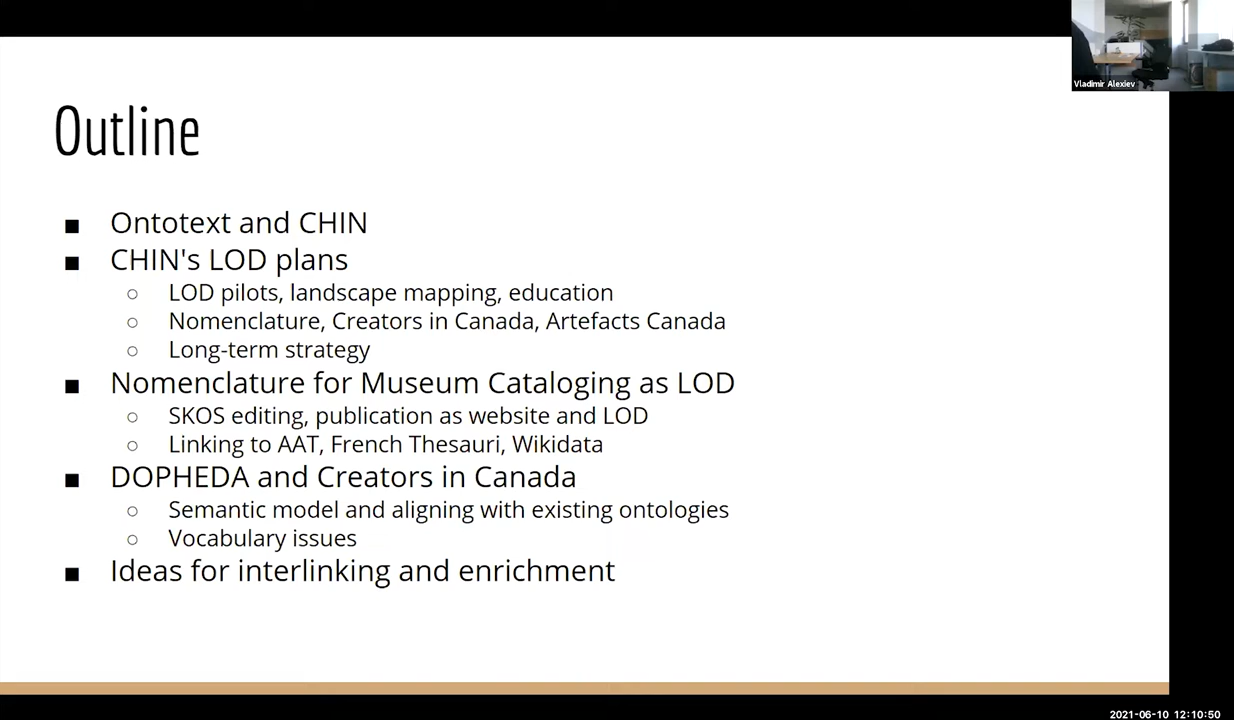 Vladimir Alexiev
Outline
■ Ontotext and CHIN
■ CHIN's LOD plans
○ LOD pilots, landscape mapping, education
○ Nomenclature, Creators in Canada, Artefacts Canada
○ Long-term strategy
■ Nomenclature for Museum Cataloging as LOD
○ SKOS editing, publication as website and LOD
○ Linking to AAT, French Thesauri, Wikidata
■ DOPHEDA and Creators in Canada
○ Semantic model and aligning with existing ontologies
○ Vocabulary issues
■ Ideas for interlinking and enrichment
2021-06-10 12:10:50